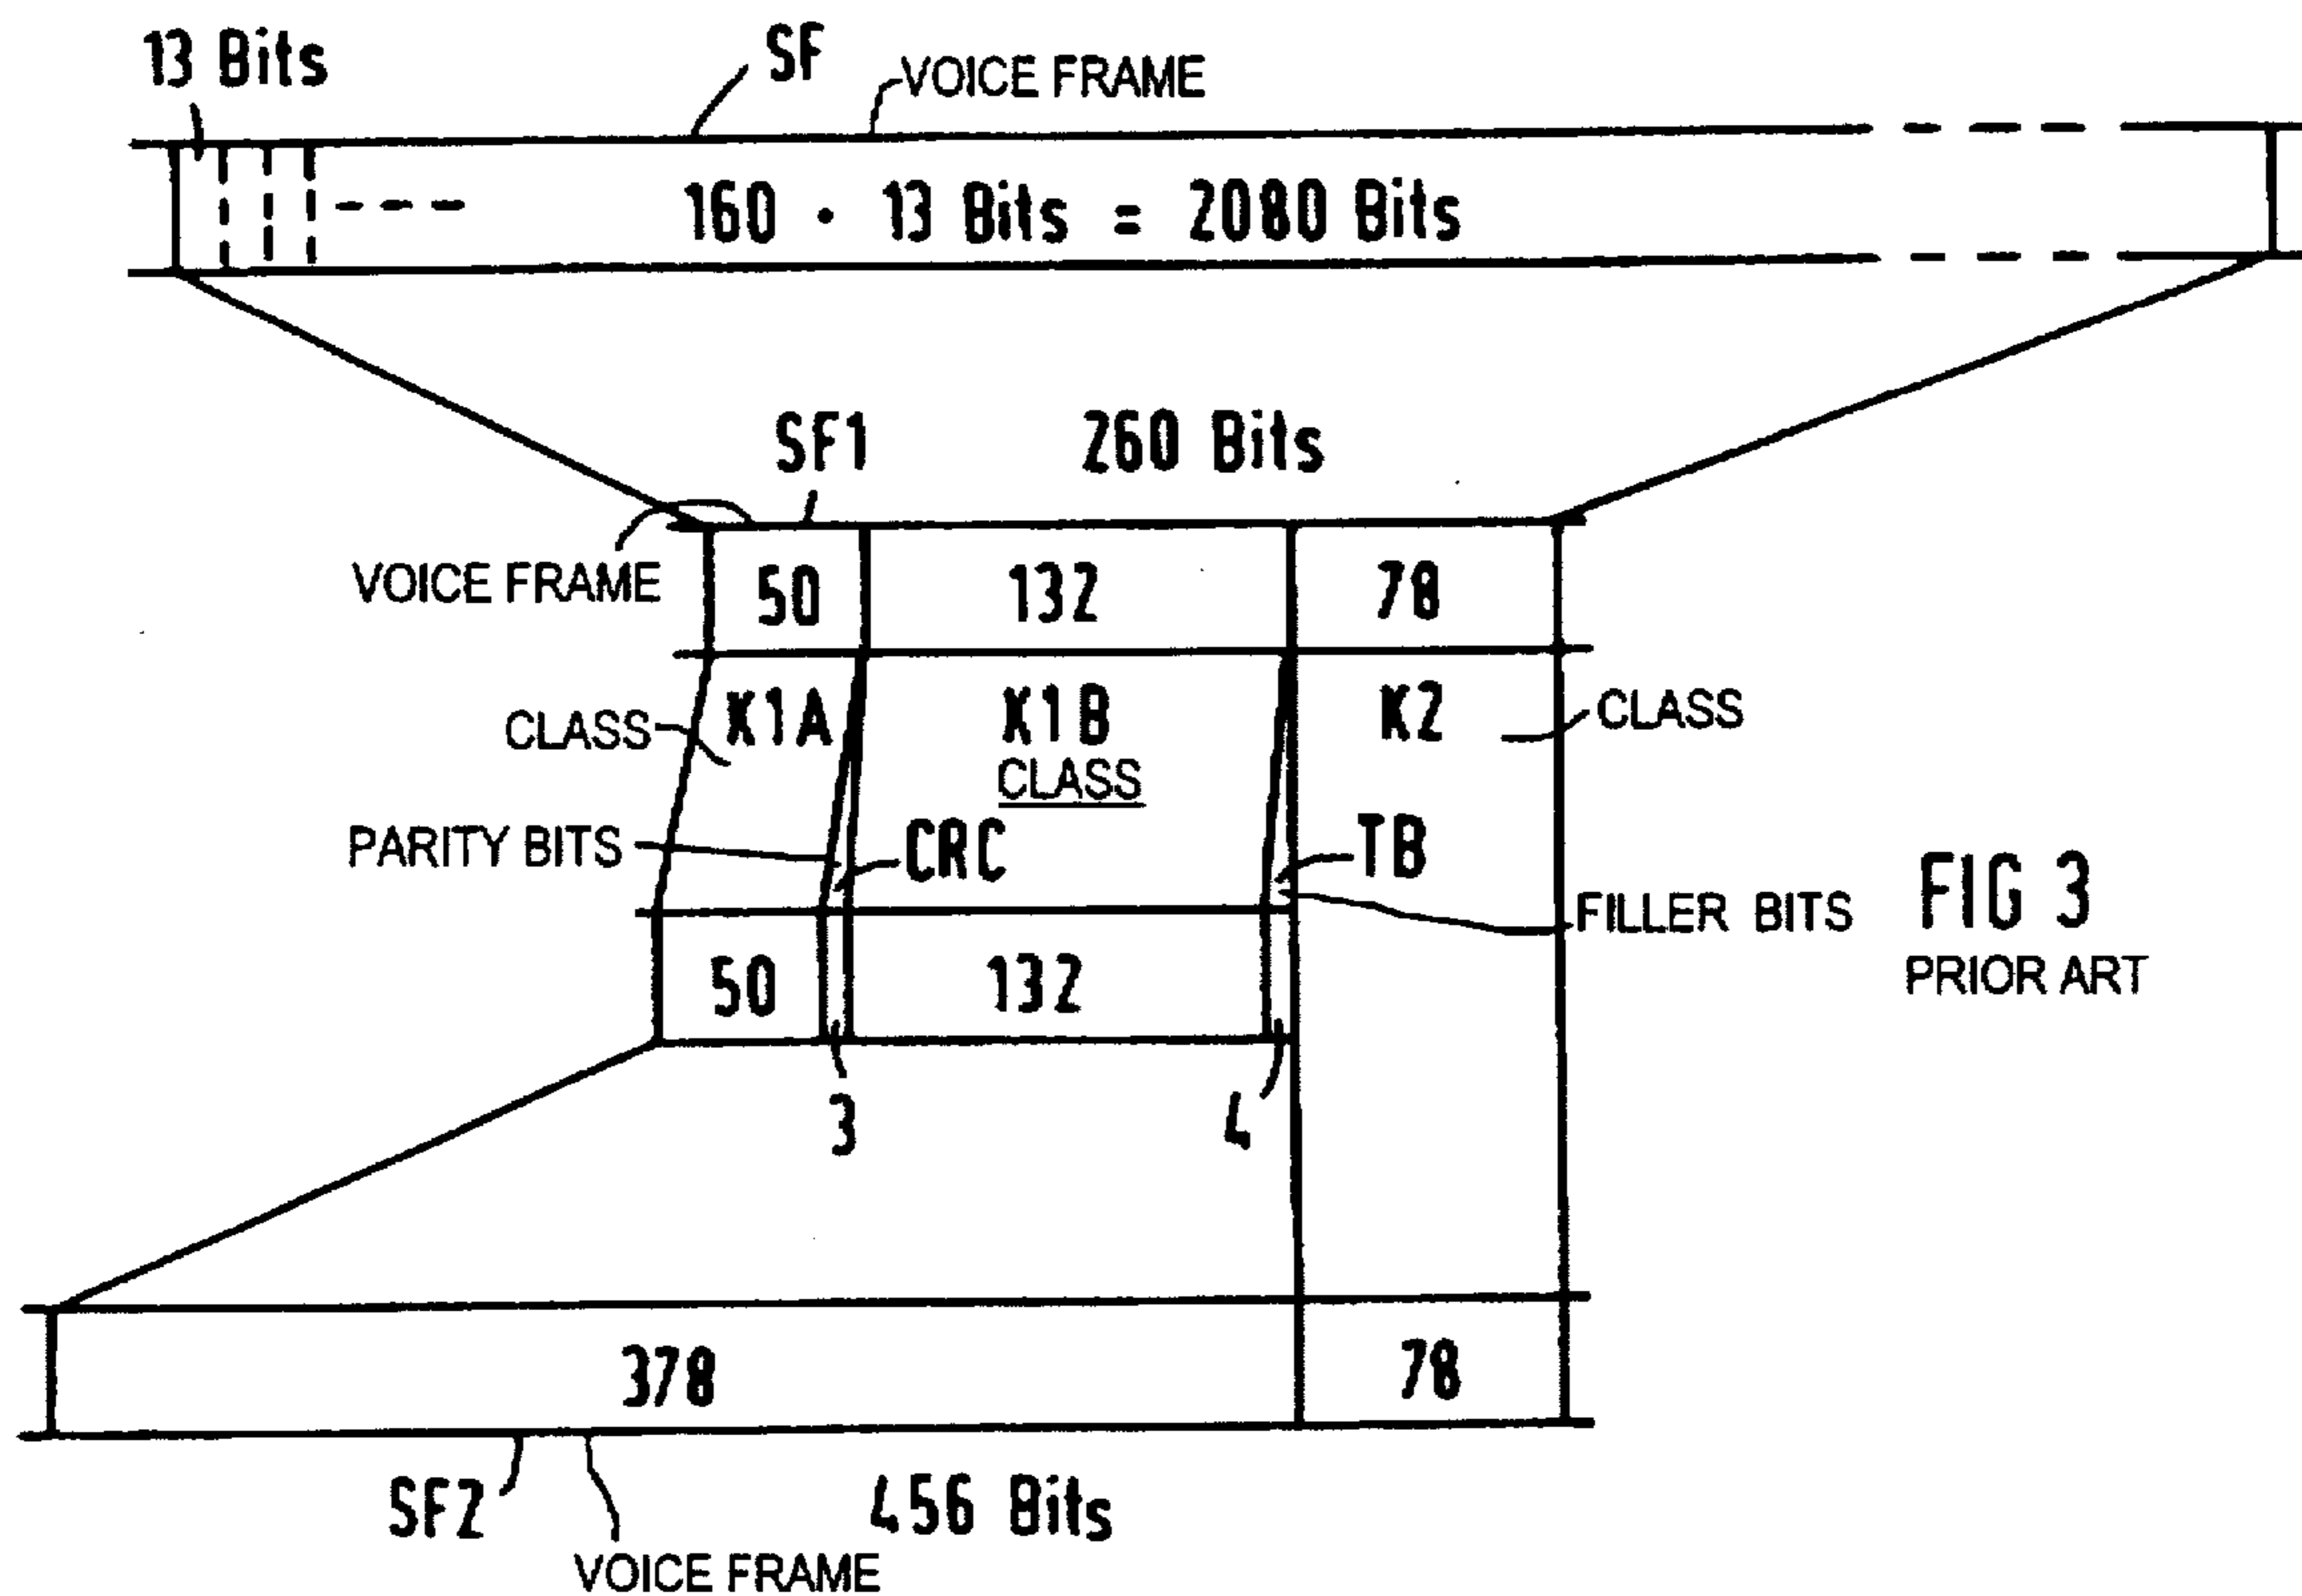 13 Bits
SF
VOICE FRAME
160 · 13 Bits = 2080 Bits
SF1
260 Bits
VOICE FRAME
50
132
78
CLASS
K1A
K1B
CLASS
K2
CLASS
PARITY BITS
CRC
TB
FILLER BITS
50
132
3
4
FIG 3
PRIOR ART
378
78
SF2
456 Bits
VOICE FRAME